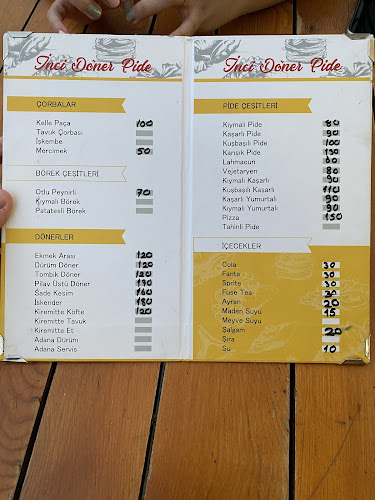 İnci Döner Pide
ÇORBALAR
Kelle Paça 100
Tavuk Çorbası
İşkembe
Mercimek 50
BÖREK ÇEŞİTLERİ
Otlu Peynirli 70
Kıymalı Börek
Patatesli Börek
DÖNERLER
Ekmek Arası 120
Dürüm Döner 120
Tombik Döner 120
Pilav Üstü Döner 130
Sade Kesim 160
İskender 180
Kiremitte Köfte 120
Kiremitte Tavuk
Kiremitte Et
Adana Dürüm
Adana Servis
İnci Döner Pide
PİDE ÇEŞİTLERİ
Kıymalı Pide 80
Kaşarlı Pide 90
Kuşbaşılı Pide 100
Karışık Pide 130
Lahmacun 60
Vejetaryen 80
Kıymalı Kaşarlı 90
Kuşbaşılı Kaşarlı 110
Kaşarlı Yumurtalı 90
Kıymalı Yumurtalı 90
Pizza 150
Tahinli Pide
İÇECEKLER
Cola 30
Fanta 30
Sprite 30
Fuse Tea 30
Ayran 20
Maden Suyu 15
Meyve Suyu
Şalgam 20
Şıra
Su 10